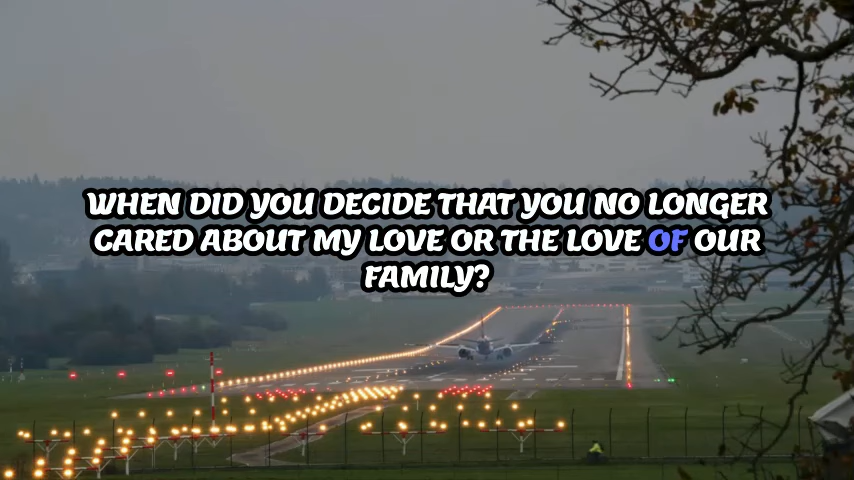 WHEN DID YOU DECIDE THAT YOU NO LONGER
CARED ABOUT MY LOVE OR THE LOVE OF OUR
FAMILY?